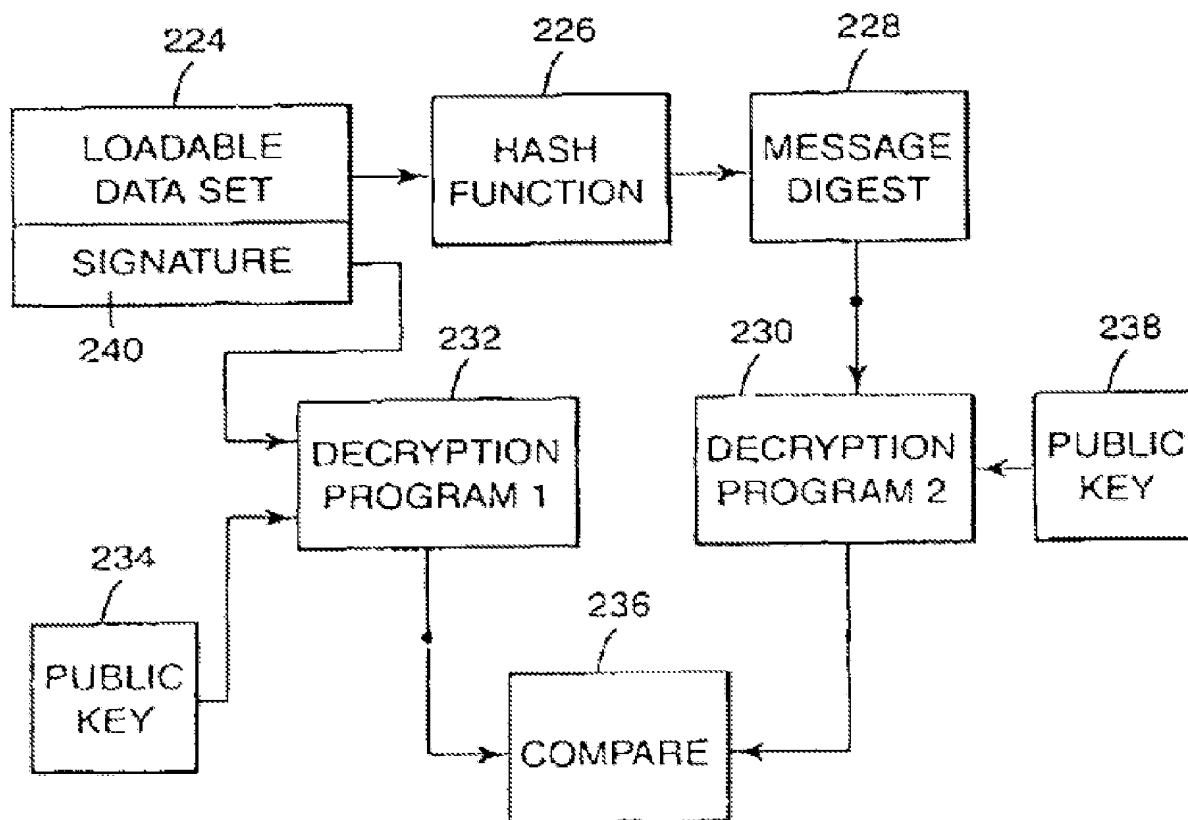 224
226
228
LOADABLE
DATA SET
HASH
FUNCTION
MESSAGE
DIGEST
SIGNATURE
240
232
230
238
DECRYPTION
PROGRAM 1
DECRYPTION
PROGRAM 2
PUBLIC
KEY
234
236
PUBLIC
KEY
COMPARE